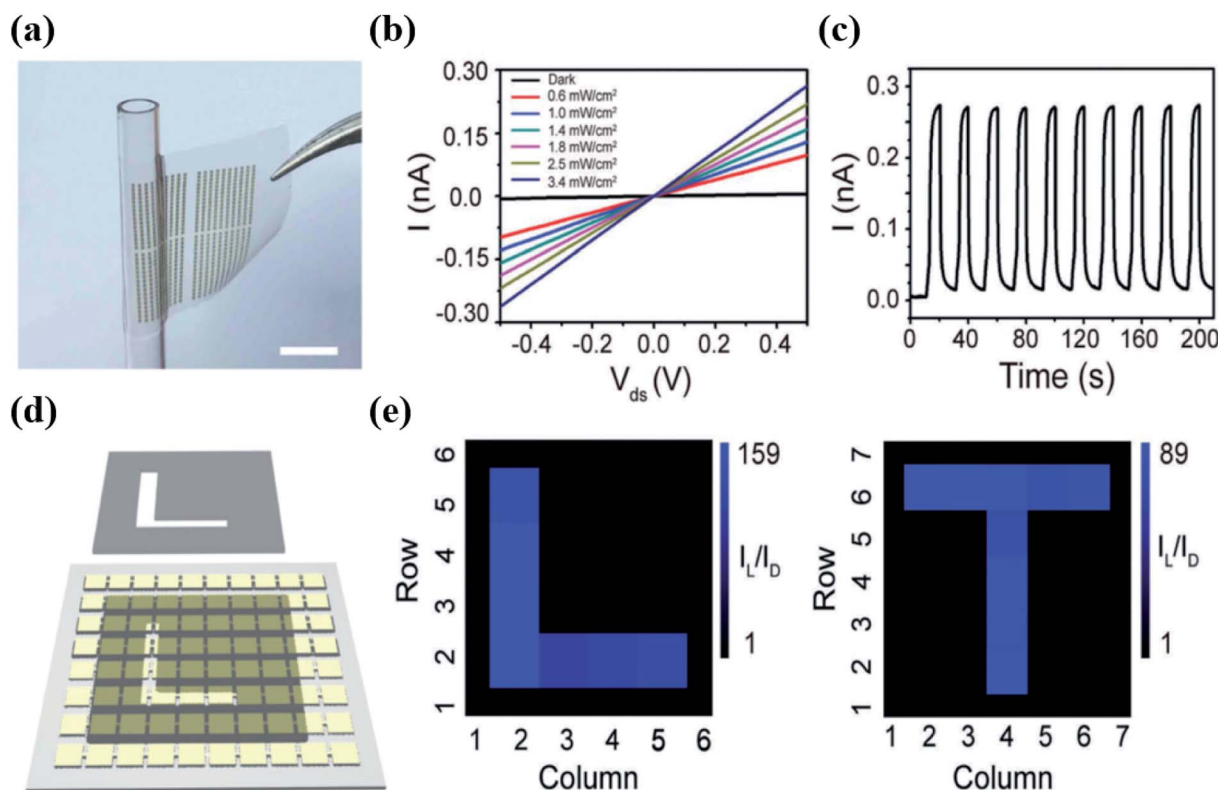 (a)
(b)
0.30
0.15
0.0
-0.15
-0.30
I (nA)
Dark
0.6 mW/cm²
1.0 mW/cm²
1.4 mW/cm²
1.8 mW/cm²
2.5 mW/cm²
3.4 mW/cm²
-0.4 -0.2 0.0 0.2 0.4
V_ds (V)
(c)
0.3
0.2
0.1
0.0
I (nA)
0 40 80 120 160 200
Time (s)
(d)
(e)
6
5
4
3
2
1
Row
1 2 3 4 5 6
Column
159
I_L/I_D
1
7
6
5
4
3
2
1
Row
1 2 3 4 5 6 7
Column
89
I_L/I_D
1